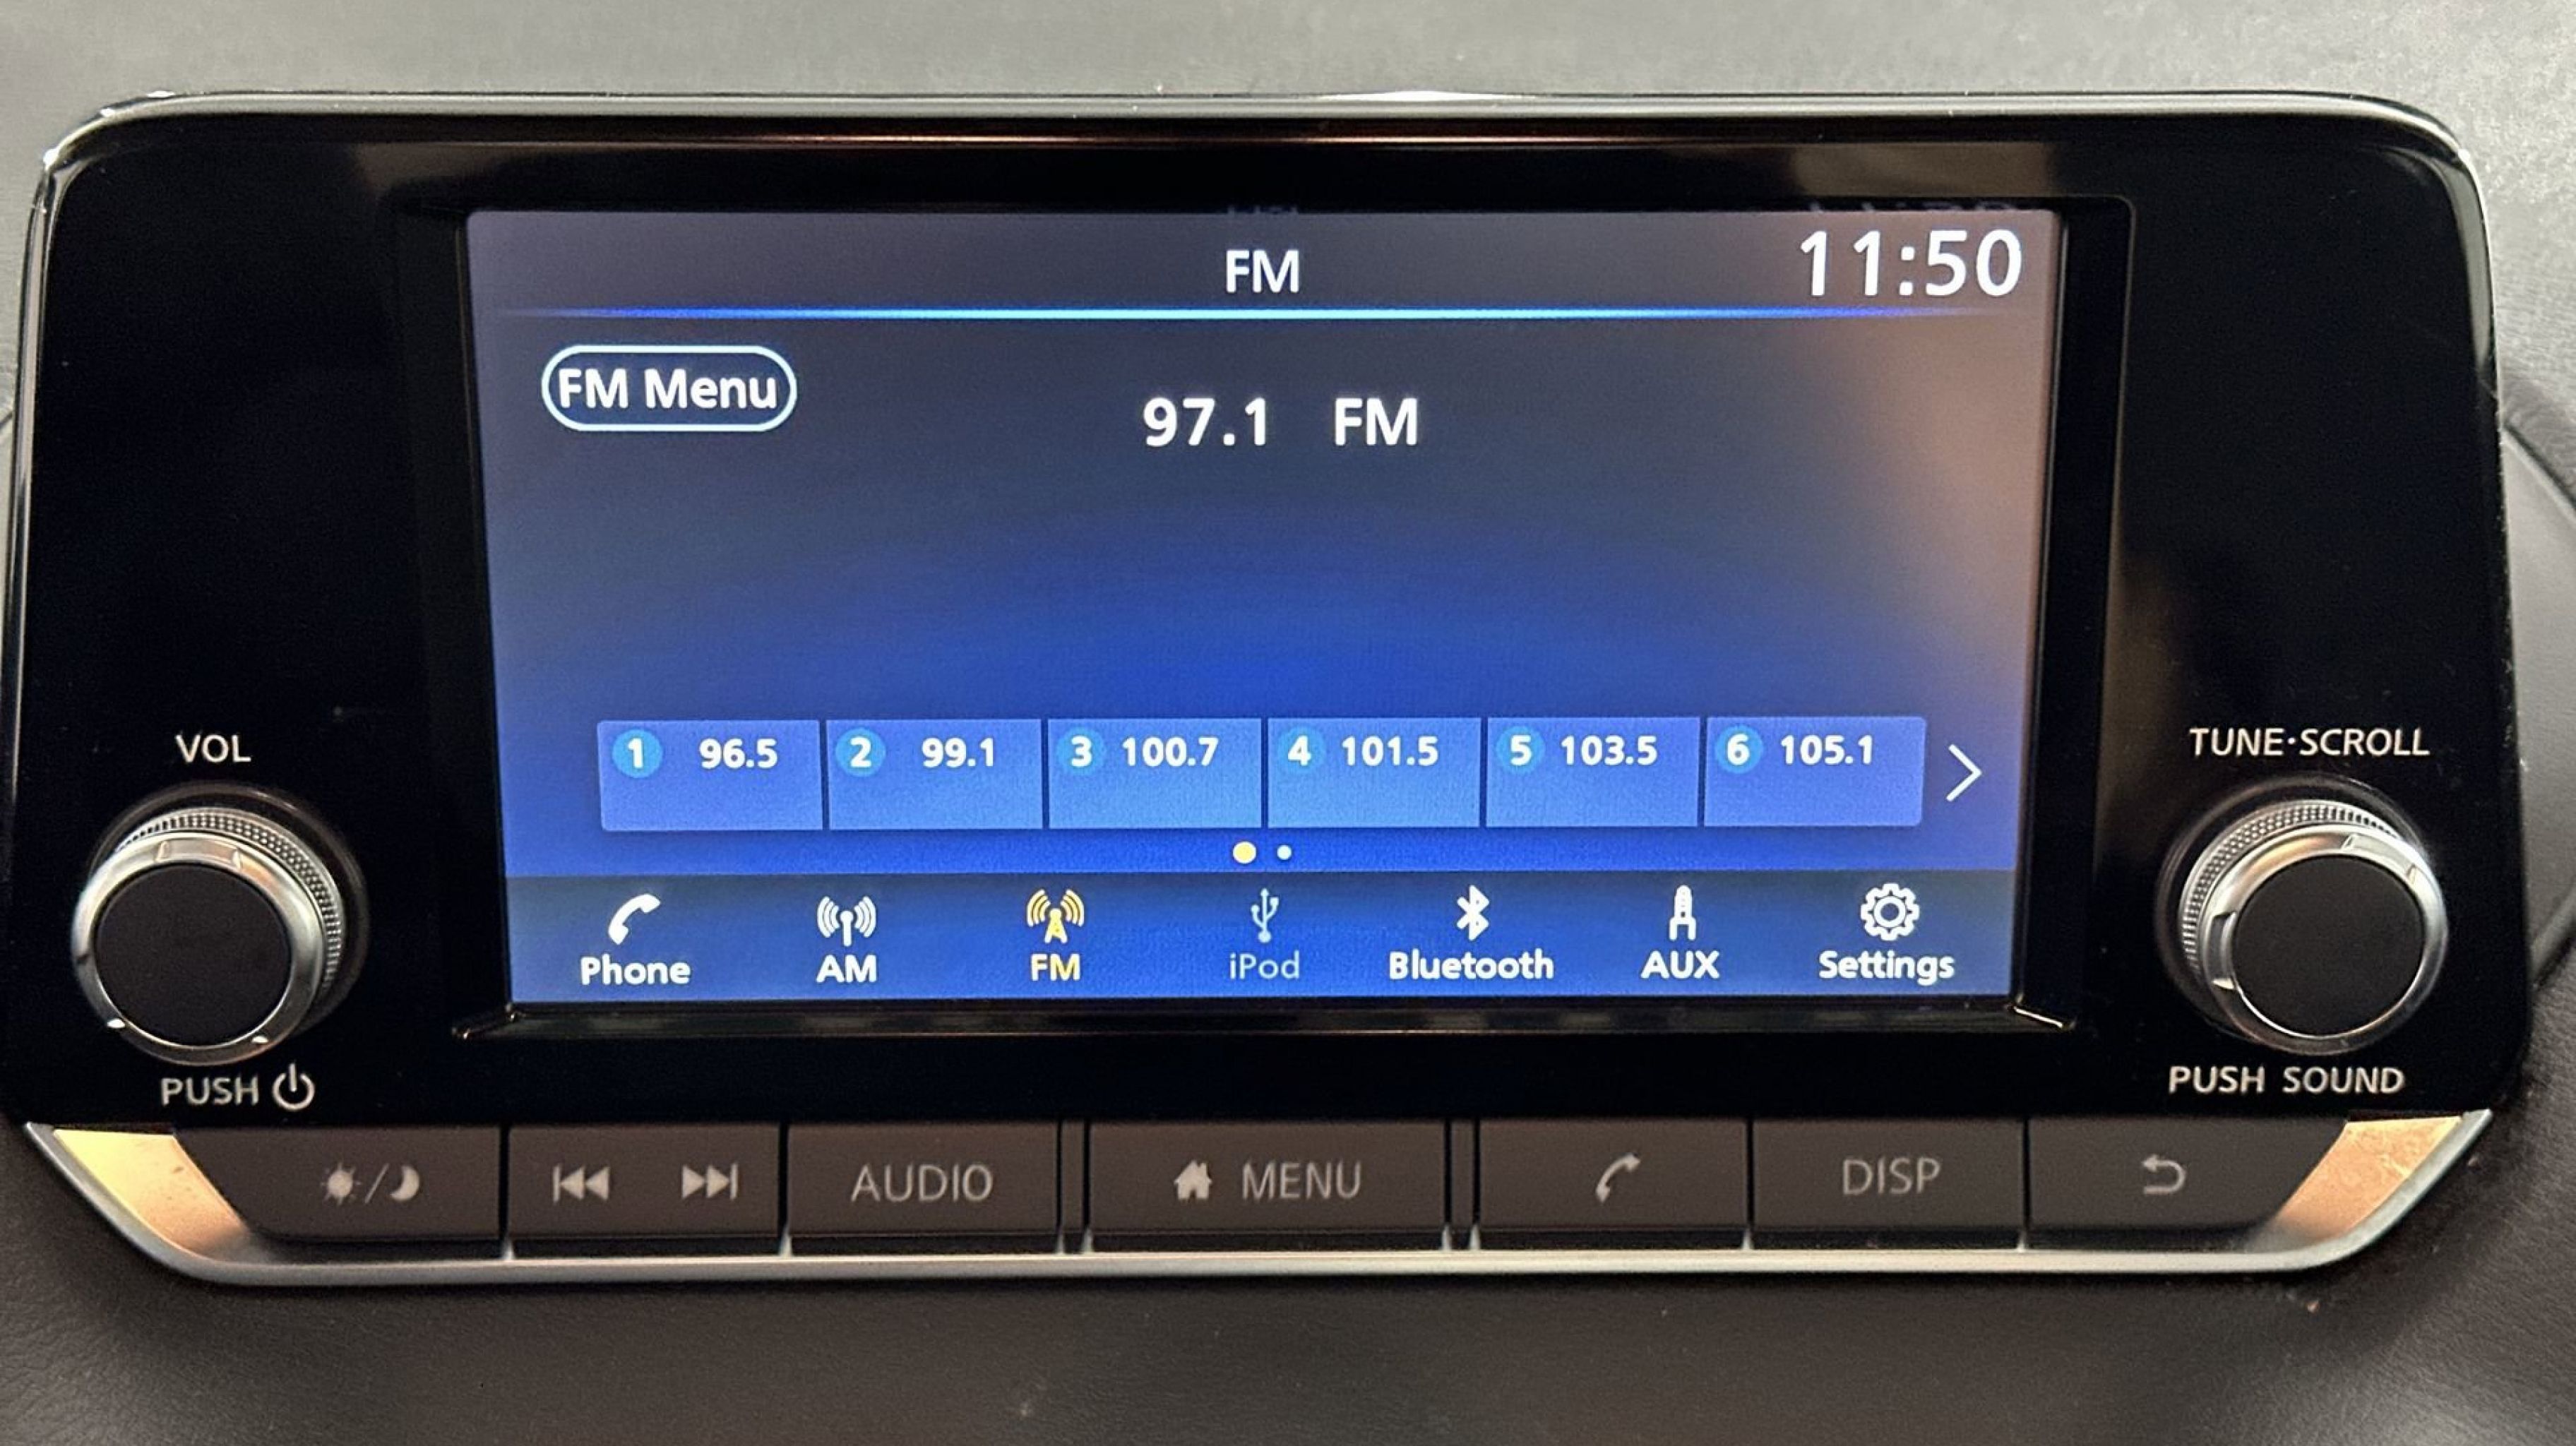 FM 11:50
FM Menu
97.1 FM
1 96.5 2 99.1 3 100.7 4 101.5 5 103.5 6 105.1
VOL
TUNE·SCROLL
Phone AM FM iPod Bluetooth AUX Settings
PUSH
PUSH SOUND
AUDIO MENU DISP